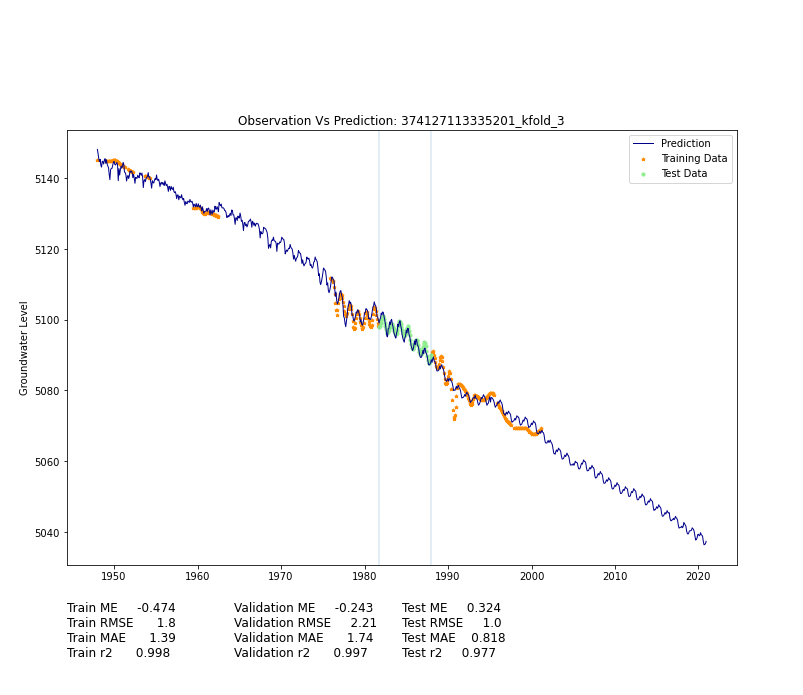 Observation Vs Prediction: 374127113335201_kfold_3
Prediction
Training Data
Test Data
Groundwater Level
5140
5120
5100
5080
5060
5040
1950 1960 1970 1980 1990 2000 2010 2020
Train ME -0.474 Validation ME -0.243 Test ME 0.324
Train RMSE 1.8 Validation RMSE 2.21 Test RMSE 1.0
Train MAE 1.39 Validation MAE 1.74 Test MAE 0.818
Train r2 0.998 Validation r2 0.997 Test r2 0.977